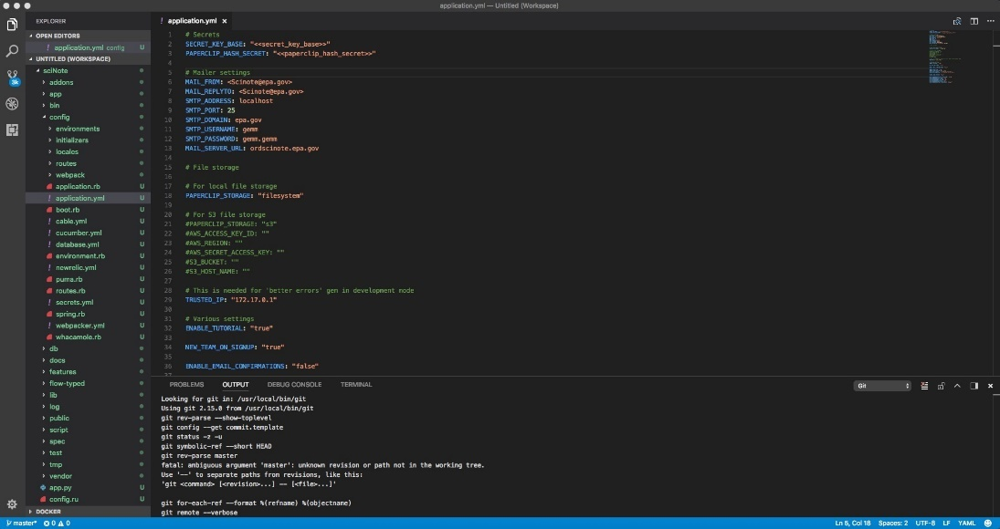 application.yml — Untitled (Workspace)
EXPLORER
OPEN EDITORS
! application.yml config U
UNTITLED (WORKSPACE)
sciNote
addons
app
bin
config
environments
initializers
locales
routes
webpack
application.rb U
! application.yml U
boot.rb U
! cable.yml U
! cucumber.yml U
! database.yml U
environment.rb U
! newrelic.yml U
puma.rb U
routes.rb U
! secrets.yml U
spring.rb U
! webpacker.yml U
whacamole.rb U
db
docs
features
flow-typed
lib
log
public
script
spec
test
tmp
vendor
app.py U
config.ru U
DOCKER
3k
! application.yml ×
1 # Secrets
2 SECRET_KEY_BASE: "<<secret_key_base>>"
3 PAPERCLIP_HASH_SECRET: "<<paperclip_hash_secret>>"
4
5 # Mailer settings
6 MAIL_FROM: <Scinote@epa.gov>
7 MAIL_REPLYTO: <Scinote@epa.gov>
8 SMTP_ADDRESS: localhost
9 SMTP_PORT: 25
10 SMTP_DOMAIN: epa.gov
11 SMTP_USERNAME: gemm
12 SMTP_PASSWORD: gemm.gemm
13 MAIL_SERVER_URL: ordscinote.epa.gov
14
15 # File storage
16
17 # For local file storage
18 PAPERCLIP_STORAGE: "filesystem"
19
20 # For S3 file storage
21 #PAPERCLIP_STORAGE: "s3"
22 #AWS_ACCESS_KEY_ID: ""
23 #AWS_REGION: ""
24 #AWS_SECRET_ACCESS_KEY: ""
25 #S3_BUCKET: ""
26 #S3_HOST_NAME: ""
27
28 # This is needed for 'better errors' gem in development mode
29 TRUSTED_IP: "172.17.0.1"
30
31 # Various settings
32 ENABLE_TUTORIAL: "true"
33
34 NEW_TEAM_ON_SIGNUP: "true"
35
36 ENABLE_EMAIL_CONFIRMATIONS: "false"
37
PROBLEMS OUTPUT DEBUG CONSOLE TERMINAL Git
Looking for git in: /usr/local/bin/git
Using git 2.15.0 from /usr/local/bin/git
git rev-parse --show-toplevel
git config --get commit.template
git status -z -u
git symbolic-ref --short HEAD
git rev-parse master
fatal: ambiguous argument 'master': unknown revision or path not in the working tree.
Use '--' to separate paths from revisions, like this:
'git <command> [<revision>...] -- [<file>...]'
git for-each-ref --format %(refname) %(objectname)
git remote --verbose
master* 0 0 Ln 5, Col 18 Spaces: 2 UTF-8 LF YAML